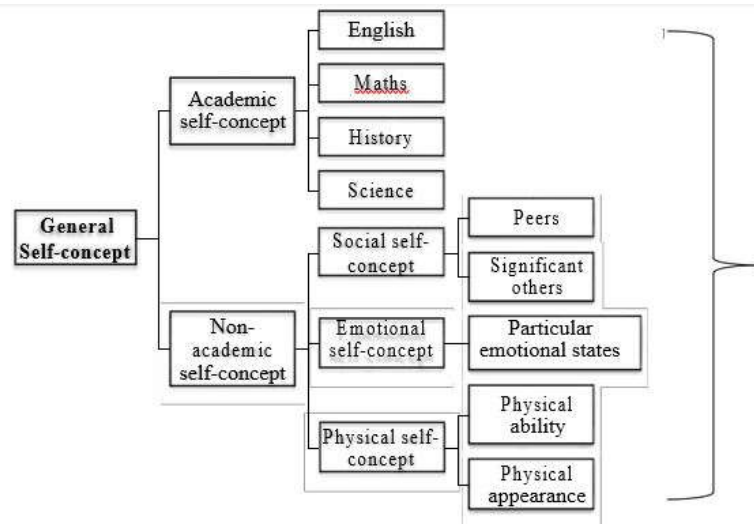 English
Academic
self-concept
Maths
History
Science
General
Self-concept
Social self-
concept
Peers
Significant
others
Non-
academic
self-concept
Emotional
self-concept
Particular
emotional states
Physical self-
concept
Physical
ability
Physical
appearance